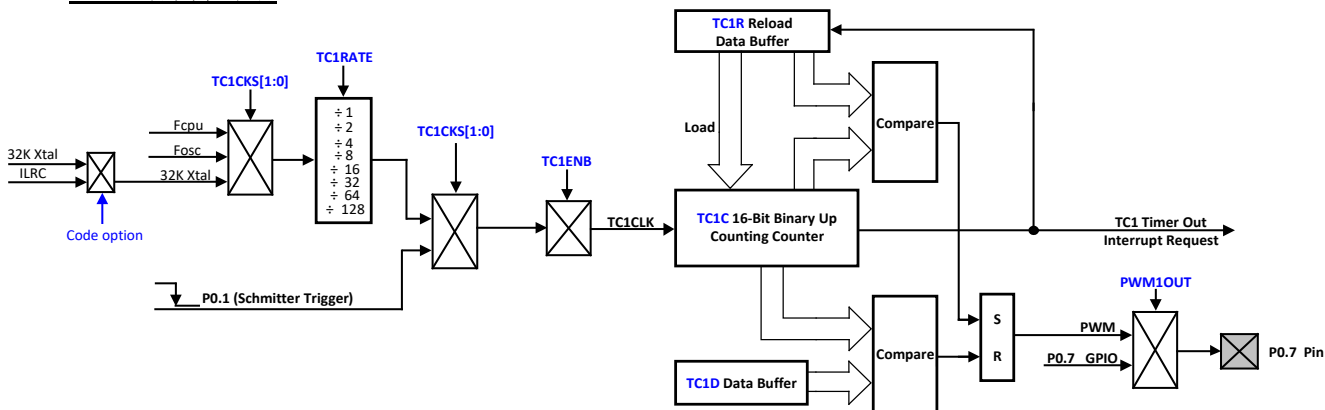 TC1R Reload
Data Buffer
TC1RATE
TC1CKS[1:0]
÷ 1
÷ 2
÷ 4
÷ 8
÷ 16
÷ 32
÷ 64
÷ 128
Fcpu
Fosc
32K Xtal
ILRC
32K Xtal
Code option
TC1CKS[1:0]
TC1ENB
Load
Compare
TC1CLK
TC1C 16-Bit Binary Up
Counting Counter
TC1 Timer Out
Interrupt Request
P0.1 (Schmitter Trigger)
PWM1OUT
S
R
PWM
P0.7 GPIO
P0.7 Pin
Compare
TC1D Data Buffer